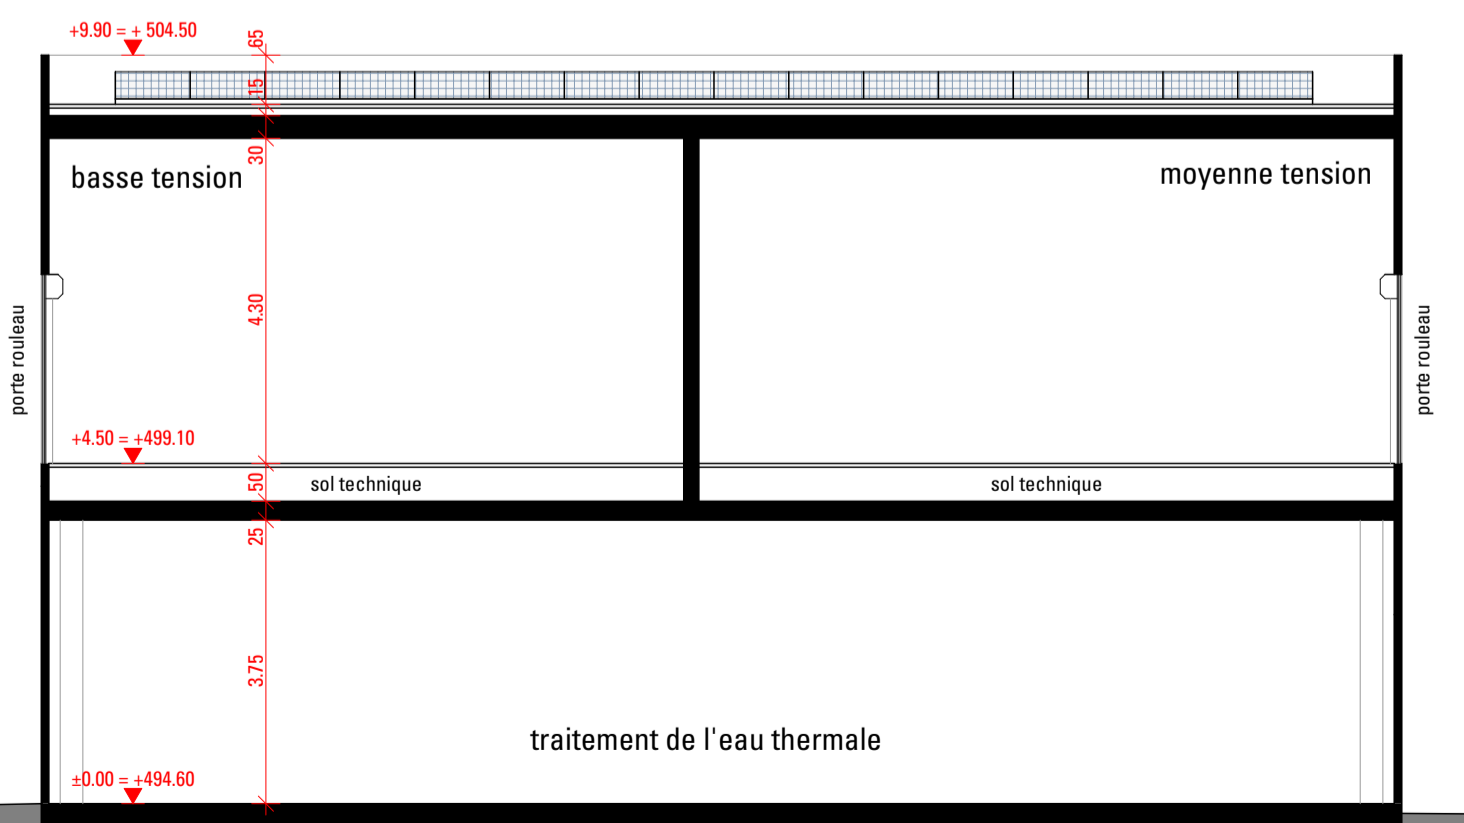 +9.90 = + 504.50
65
15
30
basse tension
moyenne tension
4.30
porte rouleau
porte rouleau
+4.50 = +499.10
50
sol technique
sol technique
25
3.75
traitement de l'eau thermale
±0.00 = +494.60